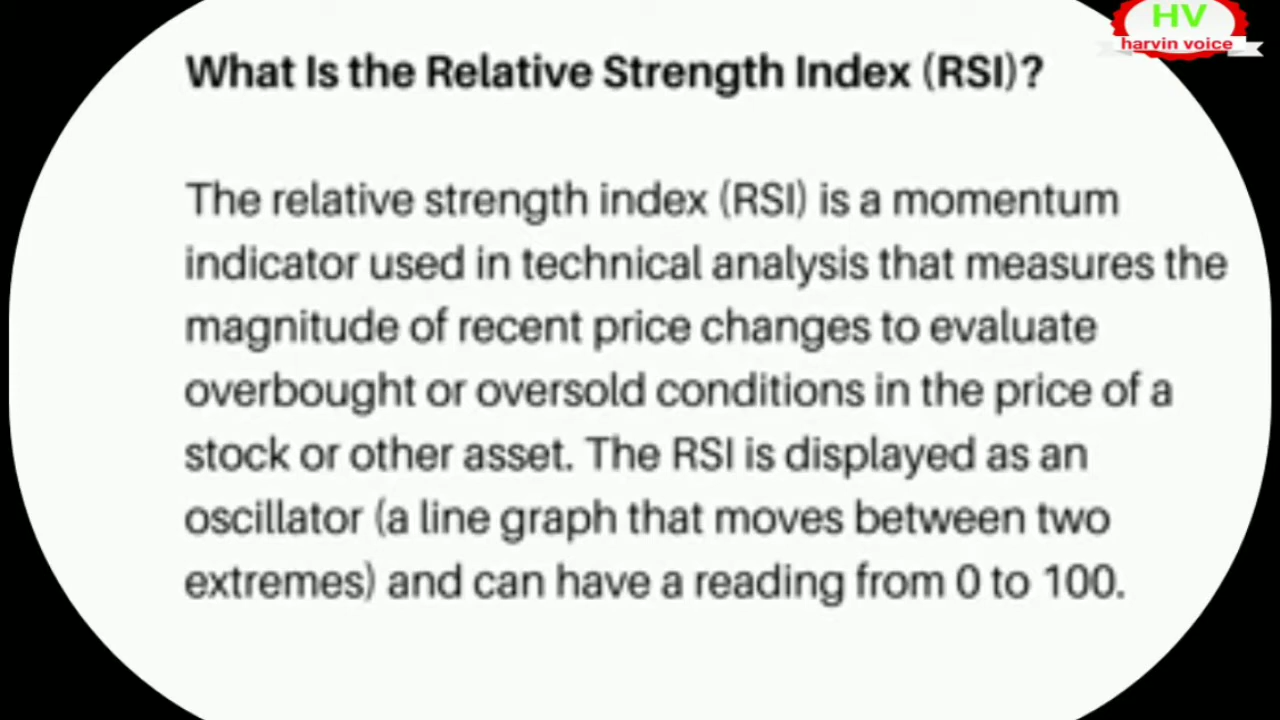 HV
harvin voice
What Is the Relative Strength Index (RSI)?
The relative strength index (RSI) is a momentum
indicator used in technical analysis that measures the
magnitude of recent price changes to evaluate
overbought or oversold conditions in the price of a
stock or other asset. The RSI is displayed as an
oscillator (a line graph that moves between two
extremes) and can have a reading from 0 to 100.